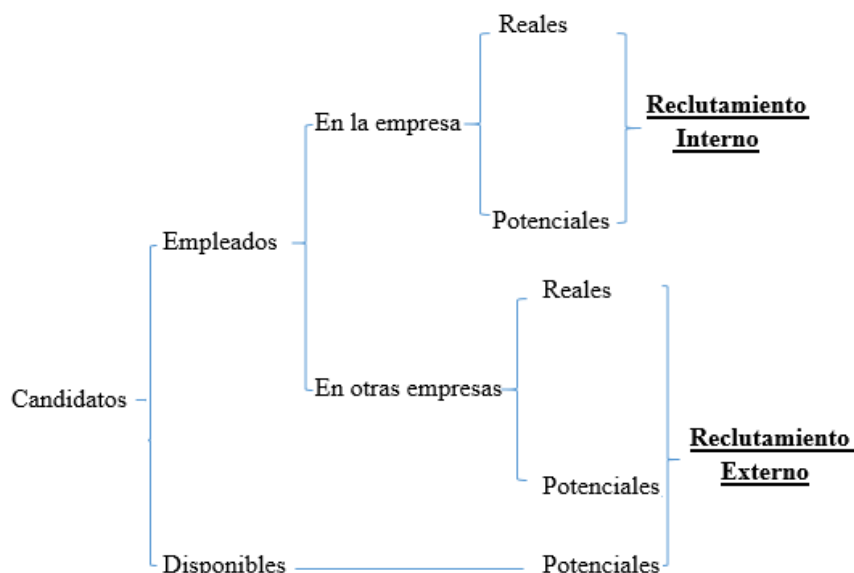 Reales
Reclutamiento
Interno
En la empresa
Potenciales
Empleados
Reales
En otras empresas
Candidatos
Reclutamiento
Externo
Potenciales
Disponibles
Potenciales